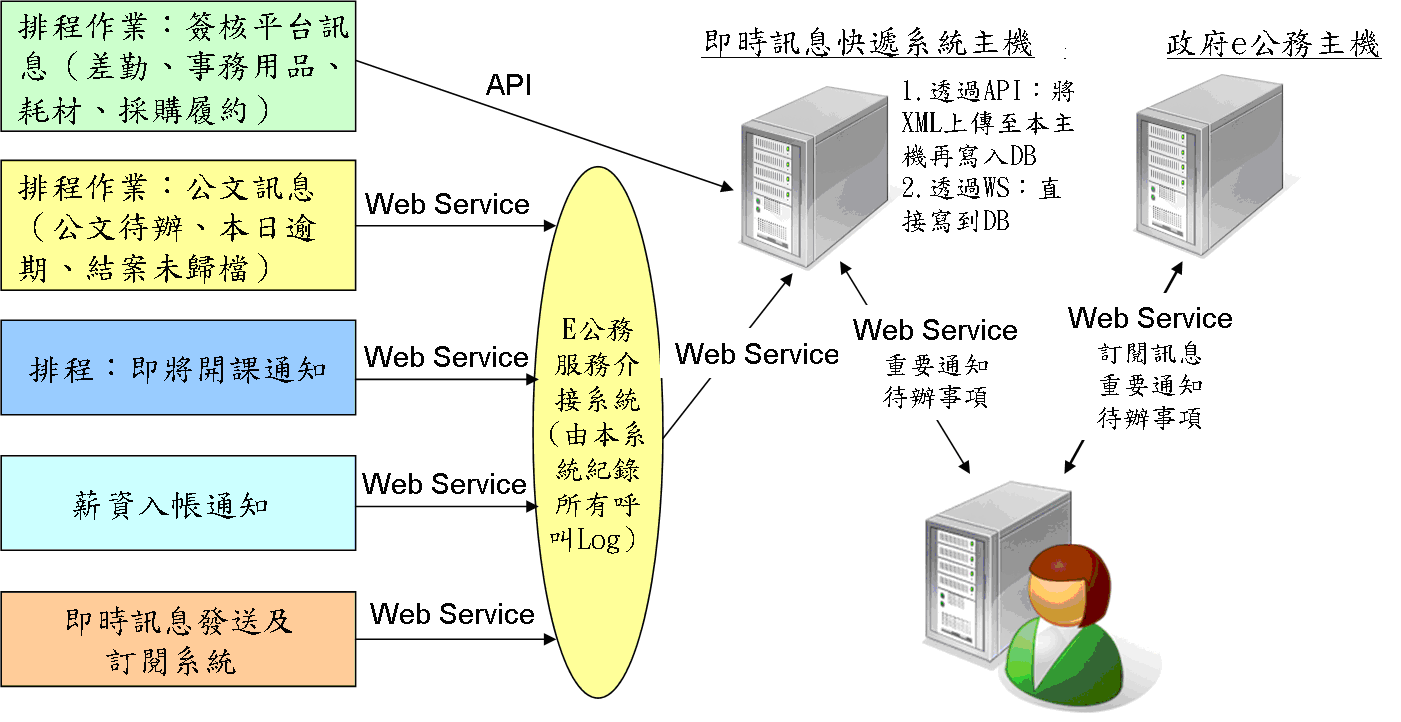 排程作業：簽核平台訊
息（差勤、事務用品、
耗材、採購履約）
API
即時訊息快遞系統主機
1.透過API：將
XML上傳至本主
機再寫入DB
2.透過WS：直
接寫到DB
政府e公務主機
排程作業：公文訊息
（公文待辦、本日逾
期、結案未歸檔）
Web Service
排程：即將開課通知
Web Service
薪資入帳通知
Web Service
即時訊息發送及
訂閱系統
Web Service
E公務
服務介
接系統
（由本系
統紀錄
所有呼
叫Log）
Web Service
Web Service
重要通知
待辦事項
Web Service
訂閱訊息
重要通知
待辦事項